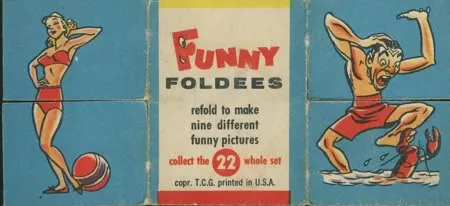 FUNNY
FOLDEES
refold to make
nine different
funny pictures
collect the 22 whole set
copr. T.C.G. printed in U.S.A.